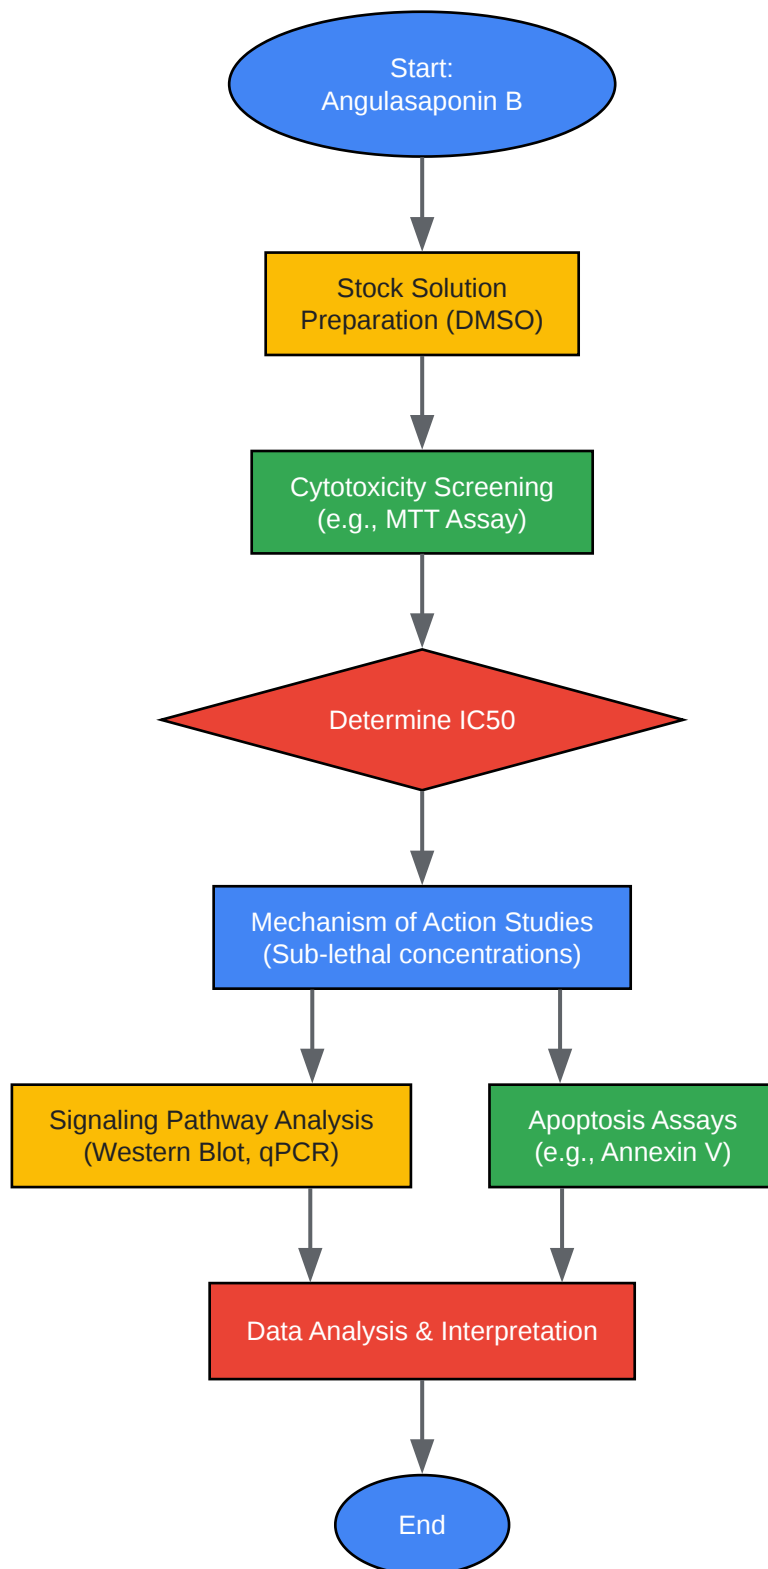 Start:
Angulasaponin B
Stock Solution
Preparation (DMSO)
Cytotoxicity Screening
(e.g., MTT Assay)
Determine IC50
Mechanism of Action Studies
(Sub-lethal concentrations)
Signaling Pathway Analysis
(Western Blot, qPCR)
Apoptosis Assays
(e.g., Annexin V)
Data Analysis & Interpretation
End